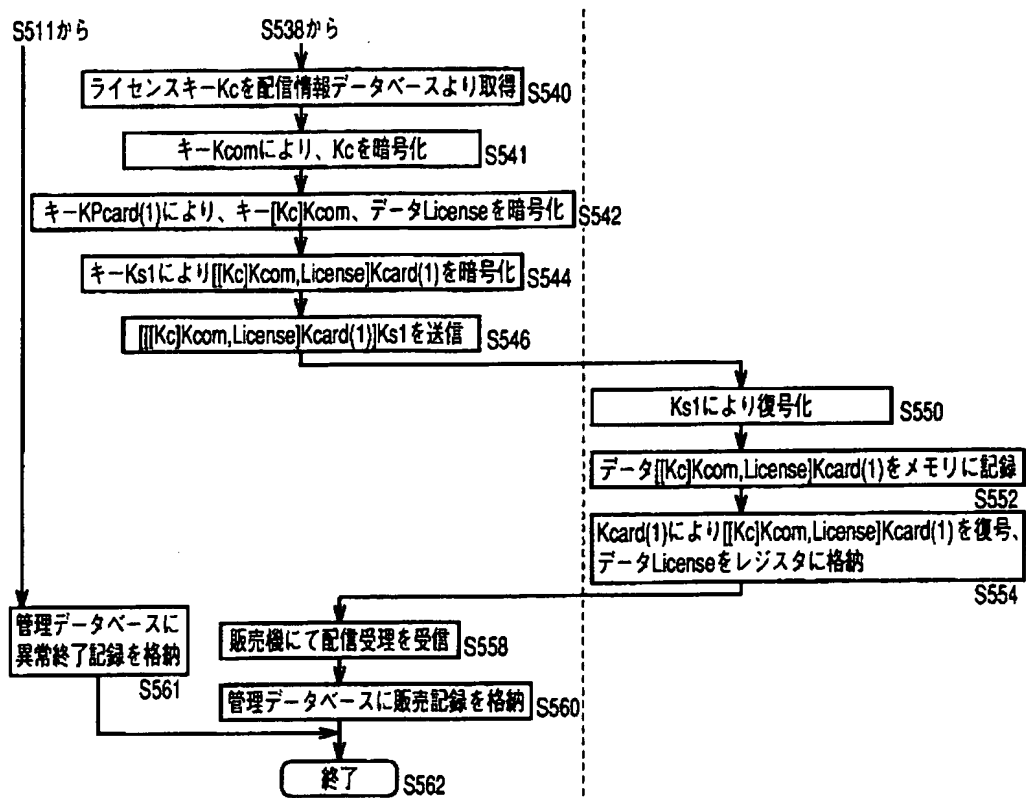 S511から
S538から
ライセンスキーKcを配信情報データベースより取得
S540
キーKcomにより、Kcを暗号化
S541
キーKPcard(1)により、キー[Kc]Kcom、データLicenseを暗号化
S542
キーKs1により[[Kc]Kcom,License]Kcard(1)を暗号化
S544
[[[Kc]Kcom,License]Kcard(1)]Ks1を送信
S546
Ks1により復号化
S550
データ[[Kc]Kcom,License]Kcard(1)をメモリに記録
S552
Kcard(1)により[[Kc]Kcom,License]Kcard(1)を復号、
データLicenseをレジスタに格納
S554
管理データベースに
異常終了記録を格納
S561
販売機にて配信受理を受信
S558
管理データベースに販売記録を格納
S560
終了
S562